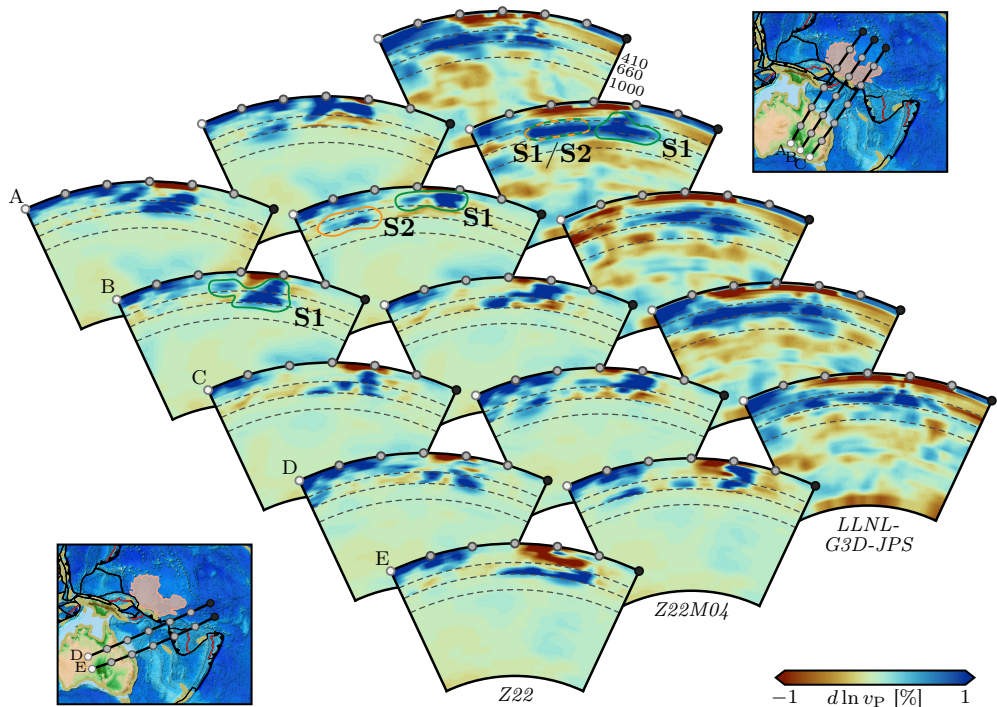 410
660
1000
A
B
C
S1/S2
S1
A
S2
S1
B
S1
C
D
E
LLNL-
G3D-JPS
Z22M04
Z22
D
E
−1
d ln vP [%]
1